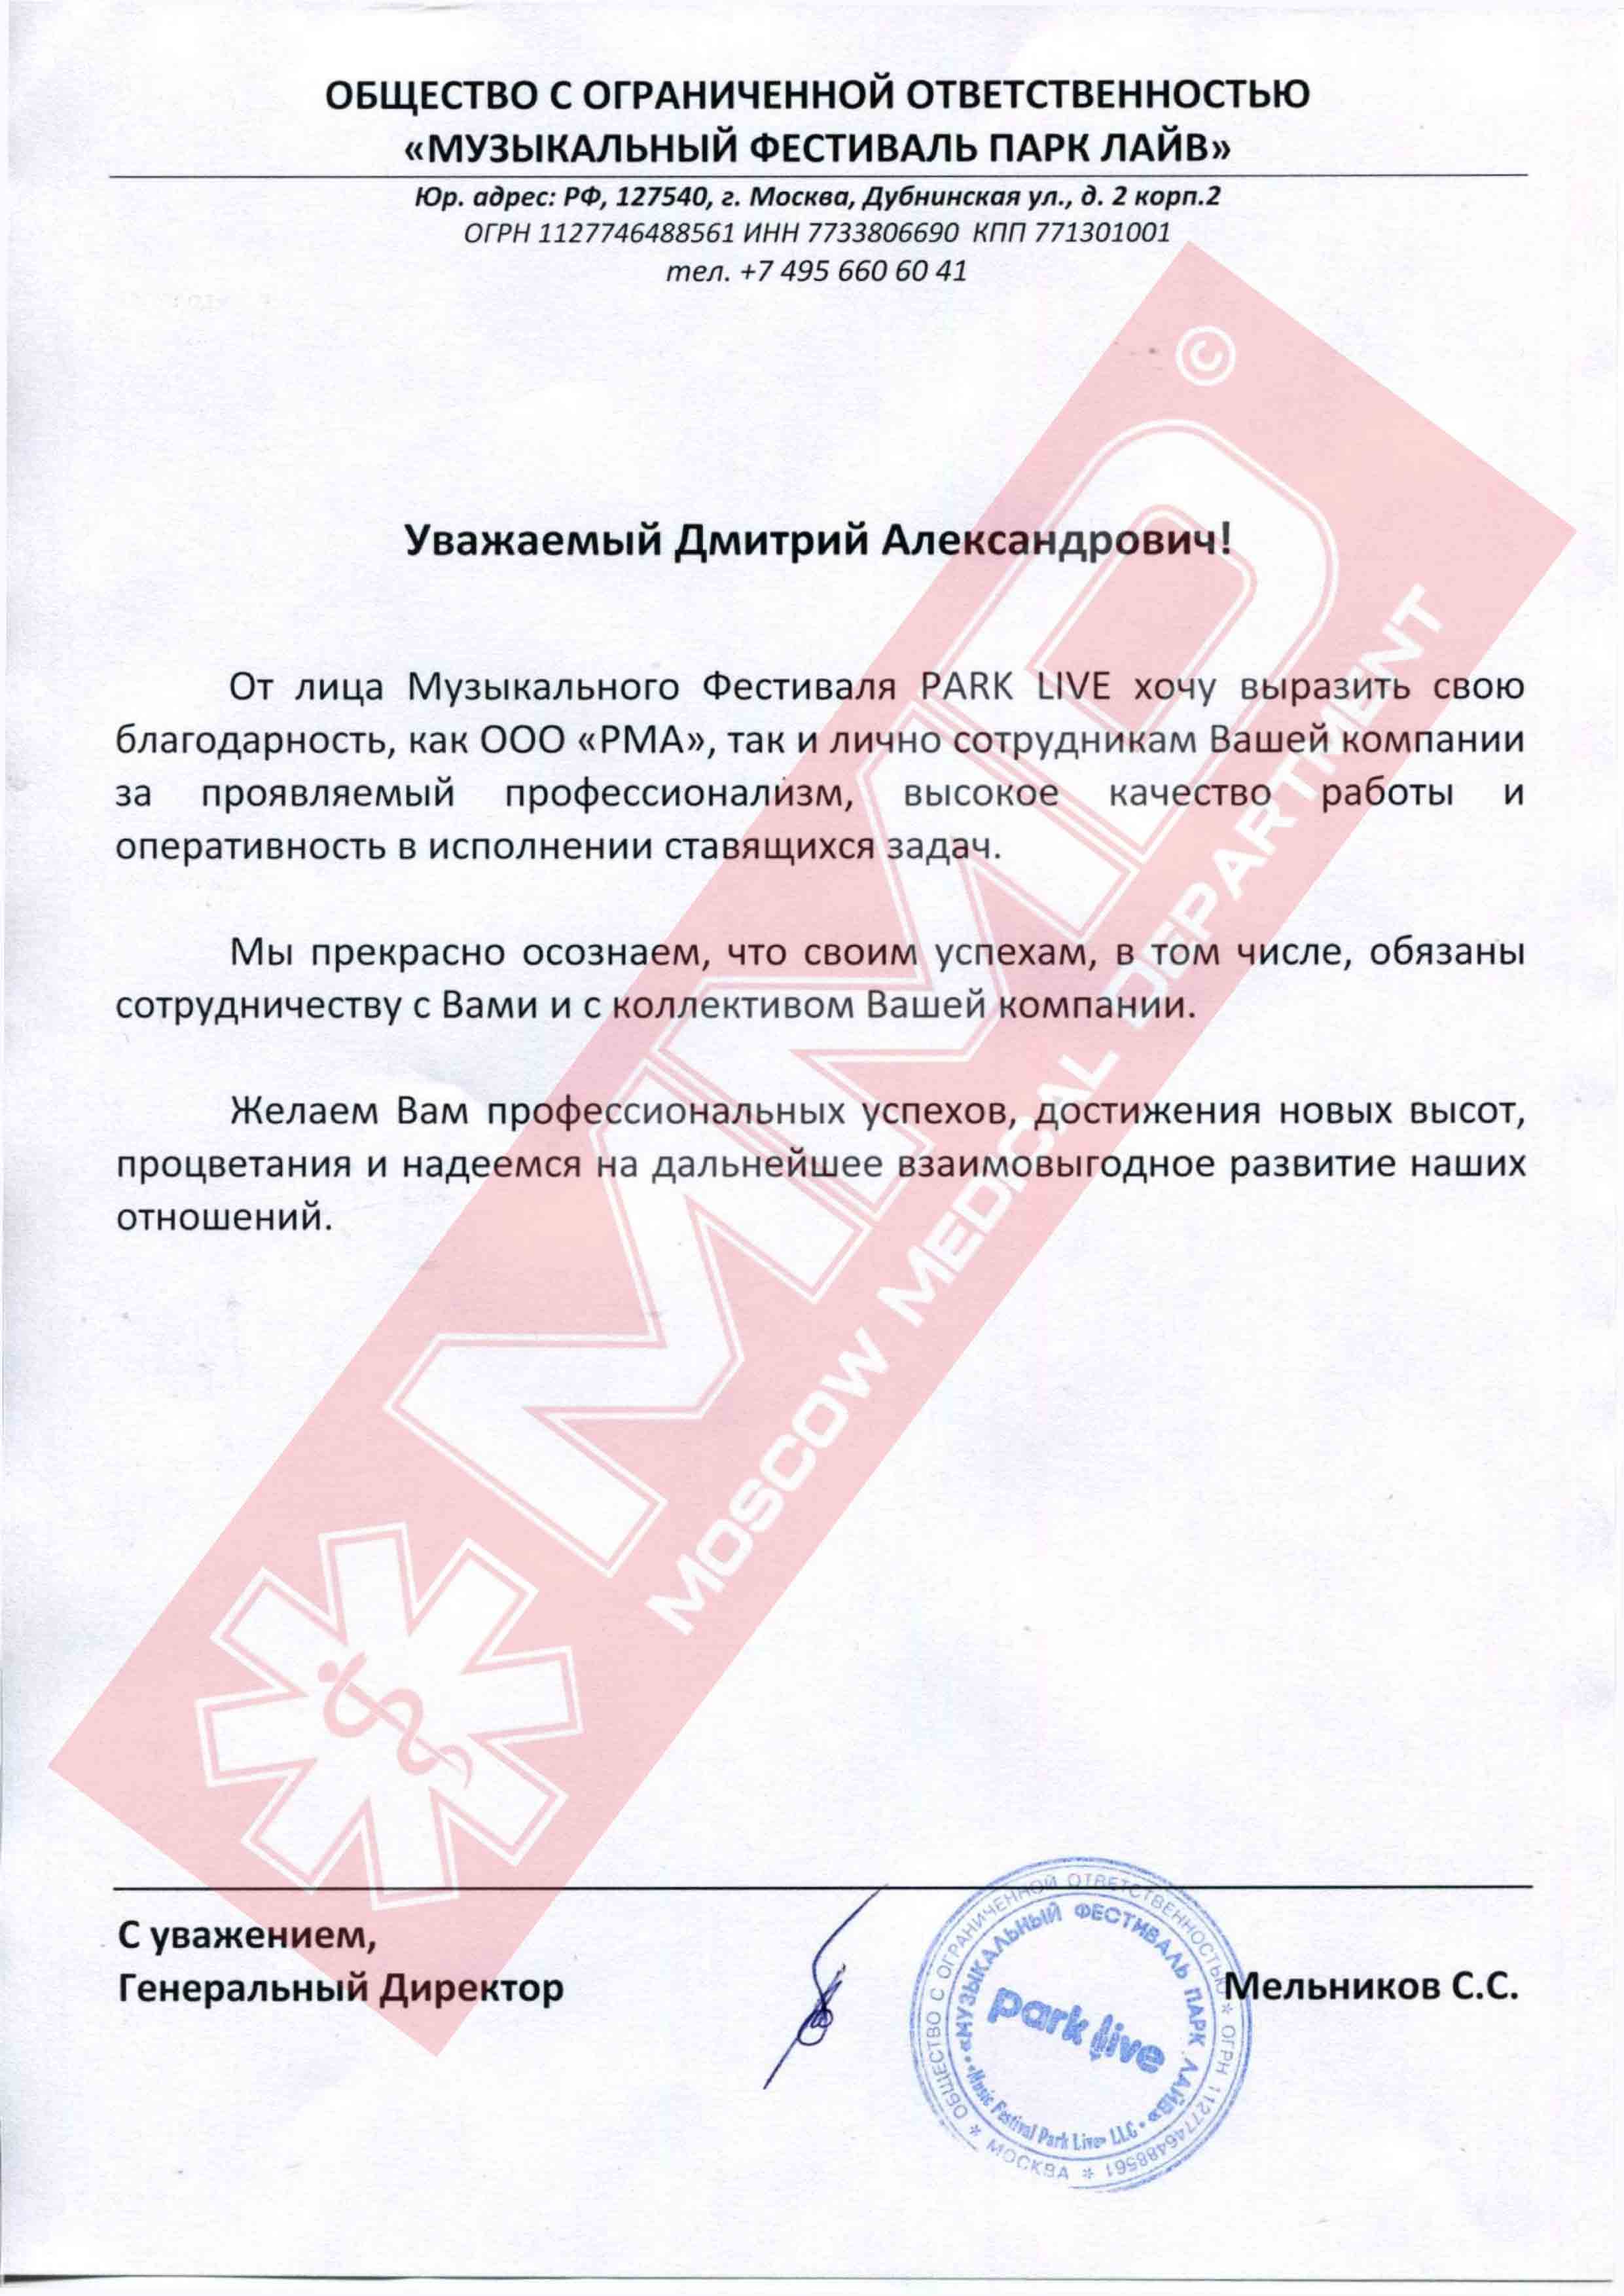 ОБЩЕСТВО С ОГРАНИЧЕННОЙ ОТВЕТСТВЕННОСТЬЮ
«МУЗЫКАЛЬНЫЙ ФЕСТИВАЛЬ ПАРК ЛАЙВ»
Юр. адрес: РФ, 127540, г. Москва, Дубнинская ул., д. 2 корп.2
ОГРН 1127746488561 ИНН 7733806690 КПП 771301001
тел. +7 495 660 60 41
©
Уважаемый Дмитрий Александрович!
От лица Музыкального Фестиваля PARK LIVE хочу выразить свою
благодарность, как ООО «РМА», так и лично сотрудникам Вашей компании
за проявляемый профессионализм, высокое качество работы и
оперативность в исполнении ставящихся задач.
Мы прекрасно осознаем, что своим успехам, в том числе, обязаны
сотрудничеству с Вами и с коллективом Вашей компании.
Желаем Вам профессиональных успехов, достижения новых высот,
процветания и надеемся на дальнейшее взаимовыгодное развитие наших
отношений.
MMD
MOSCOW MEDICAL DEPARTMENT
С уважением,
Генеральный Директор
Мельников С.С.
ОБЩЕСТВО С ОГРАНИЧЕННОЙ ОТВЕТСТВЕННОСТЬЮ * ОГРН 1127746488561 * МОСКВА *
«МУЗЫКАЛЬНЫЙ ФЕСТИВАЛЬ ПАРК ЛАЙВ»
«Music Festival Park Live» LLC
park live